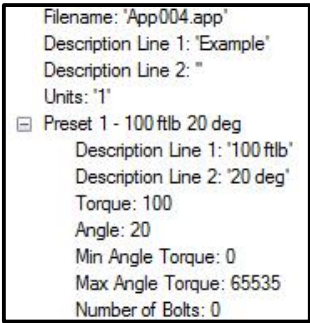 Filename: 'App004.app'
Description Line 1: 'Example'
Description Line 2: ''
Units: '1'
Preset 1 - 100 ftlb 20 deg
Description Line 1: '100 ftlb'
Description Line 2: '20 deg'
Torque: 100
Angle: 20
Min Angle Torque: 0
Max Angle Torque: 65535
Number of Bolts: 0